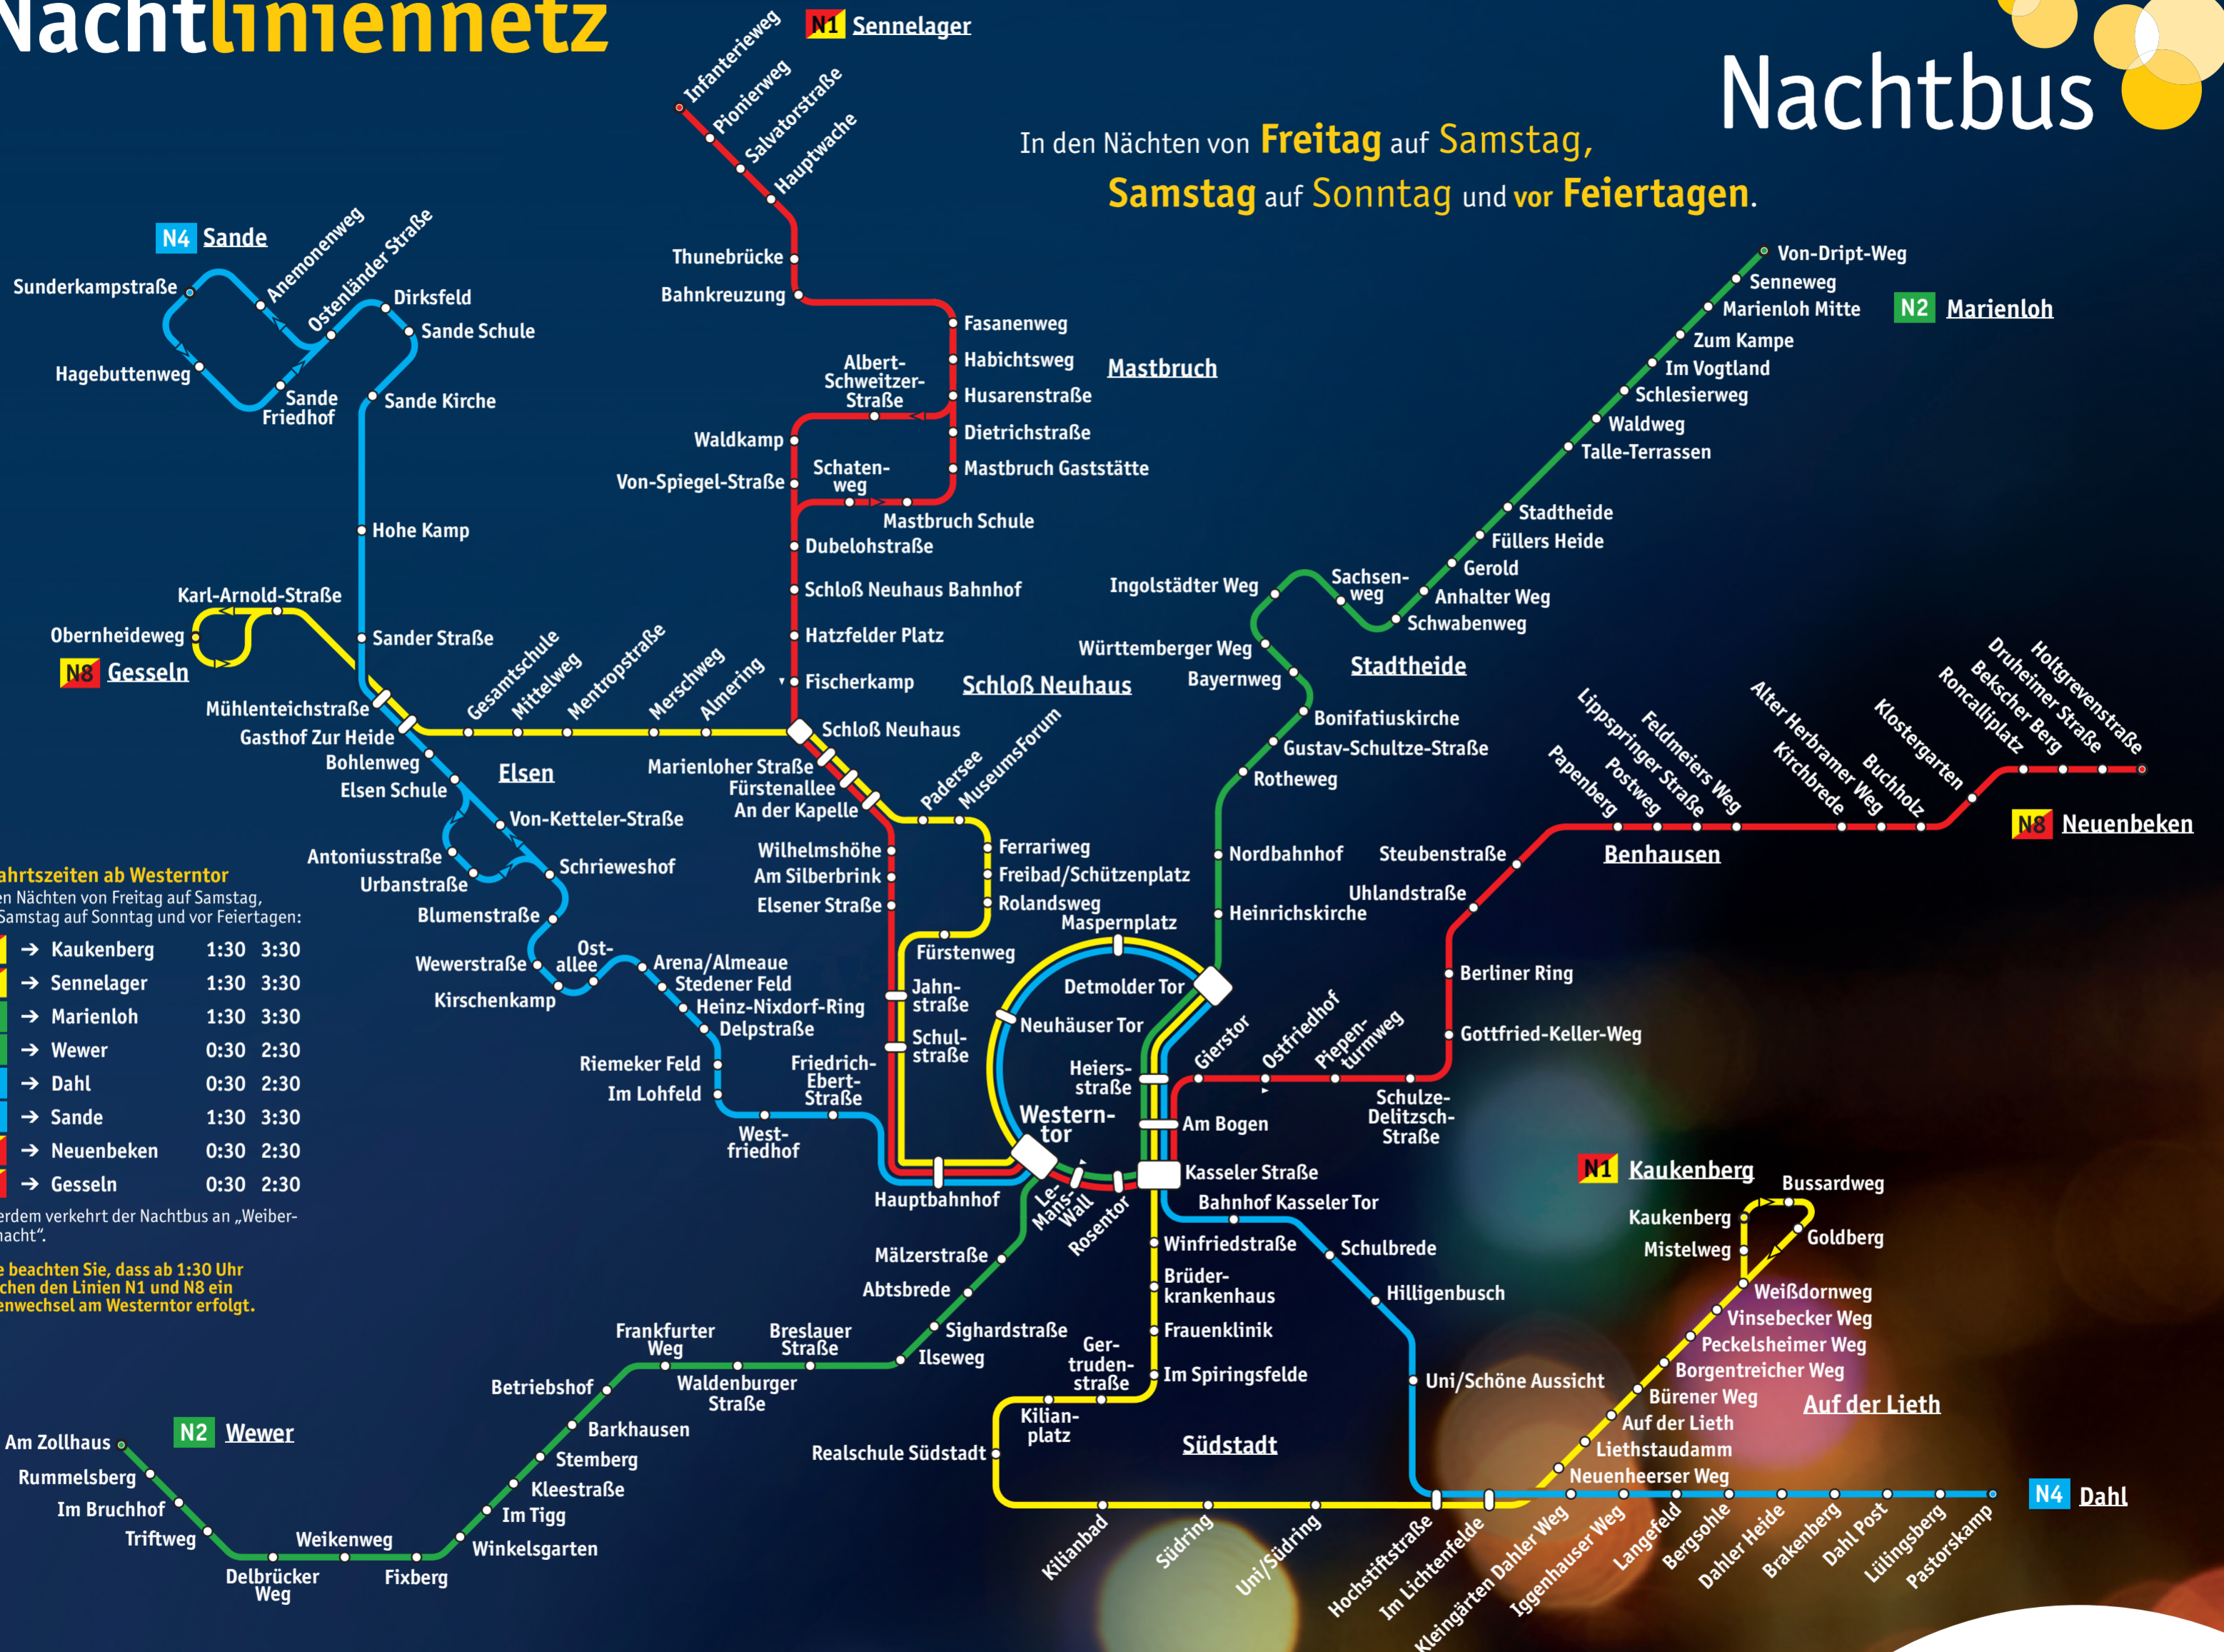 Nachtliniennetz
N1 Sennelager
Nachtbus
In den Nächten von Freitag auf Samstag,
Samstag auf Sonntag und vor Feiertagen.
Infanterieweg
Pionierweg
Salvatorstraße
Hauptwache
Thunebrücke
Bahnkreuzung
Fasanenweg
Habichtsweg
Mastbruch
Husarenstraße
Albert-
Schweitzer-
Straße
Dietrichstraße
Waldkamp
Mastbruch Gaststätte
Von-Spiegel-Straße
Schaten-
weg
Mastbruch Schule
Dubelohstraße
Schloß Neuhaus Bahnhof
Hatzfelder Platz
Fischerkamp
Schloß Neuhaus
Schloß Neuhaus
N4 Sande
Sunderkampstraße
Anemonenweg
Ostenländer Straße
Dirksfeld
Sande Schule
Hagebuttenweg
Sande
Friedhof
Sande Kirche
Hohe Kamp
Sander Straße
Karl-Arnold-Straße
Obernheideweg
N8 Gesseln
Mühlenteichstraße
Gasthof Zur Heide
Bohlenweg
Elsen Schule
Elsen
Gesamtschule
Mittelweg
Mentropstraße
Merschweg
Almering
Von-Ketteler-Straße
Antoniusstraße
Urbanstraße
Schrieweshof
Blumenstraße
Wewerstraße
Kirschenkamp
Ost-
allee
Arena/Almeaue
Stedener Feld
Heinz-Nixdorf-Ring
Delpstraße
Riemeker Feld
Im Lohfeld
West-
friedhof
Friedrich-
Ebert-
Straße
Marienloher Straße
Fürstenallee
An der Kapelle
Wilhelmshöhe
Am Silberbrink
Elsener Straße
Padersee
MuseumsForum
Ferrariweg
Freibad/Schützenplatz
Rolandsweg
Fürstenweg
Jahn-
straße
Schul-
straße
Hauptbahnhof
Maspernplatz
Detmolder Tor
Neuhäuser Tor
Heiers-
straße
Western-
tor
Am Bogen
Kasseler Straße
Le-
Mans-
Wall
Rosentor
Von-Dript-Weg
Senneweg
Marienloh Mitte
N2 Marienloh
Zum Kampe
Im Vogtland
Schlesierweg
Waldweg
Talle-Terrassen
Stadtheide
Füllers Heide
Gerold
Anhalter Weg
Schwabenweg
Sachsen-
weg
Ingolstädter Weg
Württemberger Weg
Bayernweg
Stadtheide
Bonifatiuskirche
Gustav-Schultze-Straße
Rotheweg
Nordbahnhof
Heinrichskirche
Holtgrevenstraße
Druheimer Straße
Bekscher Berg
Roncalliplatz
Klostergarten
Buchholz
Alter Herbramer Weg
Kirchbrede
Feldmeiers Weg
Lippspringer Straße
Postweg
Papenberg
N8 Neuenbeken
Benhausen
Steubenstraße
Uhlandstraße
Berliner Ring
Gottfried-Keller-Weg
Schulze-
Delitzsch-
Straße
Piepen-
turmweg
Ostfriedhof
Gierstor
N1 Kaukenberg
Bussardweg
Kaukenberg
Goldberg
Mistelweg
Weißdornweg
Vinsebecker Weg
Peckelsheimer Weg
Borgentreicher Weg
Bürener Weg
Auf der Lieth
Auf der Lieth
Liethstaudamm
Neuenheerser Weg
Bahnhof Kasseler Tor
Schulbrede
Hilligenbusch
Uni/Schöne Aussicht
Winfriedstraße
Brüder-
krankenhaus
Frauenklinik
Im Spiringsfelde
Ger-
truden-
straße
Kilian-
platz
Realschule Südstadt
Südstadt
Kilianbad
Südring
Uni/Südring
Hochstiftstraße
Im Lichtenfelde
Kleingärten Dahler Weg
Iggenhauser Weg
Langefeld
Bergsohle
Dahler Heide
Brakenberg
Dahl Post
Lülingsberg
Pastorskamp
N4 Dahl
Mälzerstraße
Abtsbrede
Sighardstraße
Ilseweg
Breslauer
Straße
Waldenburger
Straße
Frankfurter
Weg
Betriebshof
Barkhausen
Stemberg
Kleestraße
Im Tigg
Winkelsgarten
Fixberg
Weikenweg
Delbrücker
Weg
Triftweg
Im Bruchhof
Rummelsberg
Am Zollhaus
N2 Wewer
ahrtszeiten ab Westerntor
en Nächten von Freitag auf Samstag,
Samstag auf Sonntag und vor Feiertagen:
→ Kaukenberg 1:30 3:30
→ Sennelager 1:30 3:30
→ Marienloh 1:30 3:30
→ Wewer 0:30 2:30
→ Dahl 0:30 2:30
→ Sande 1:30 3:30
→ Neuenbeken 0:30 2:30
→ Gesseln 0:30 2:30
erdem verkehrt der Nachtbus an „Weiber-
nacht“.
e beachten Sie, dass ab 1:30 Uhr
chen den Linien N1 und N8 ein
enwechsel am Westerntor erfolgt.